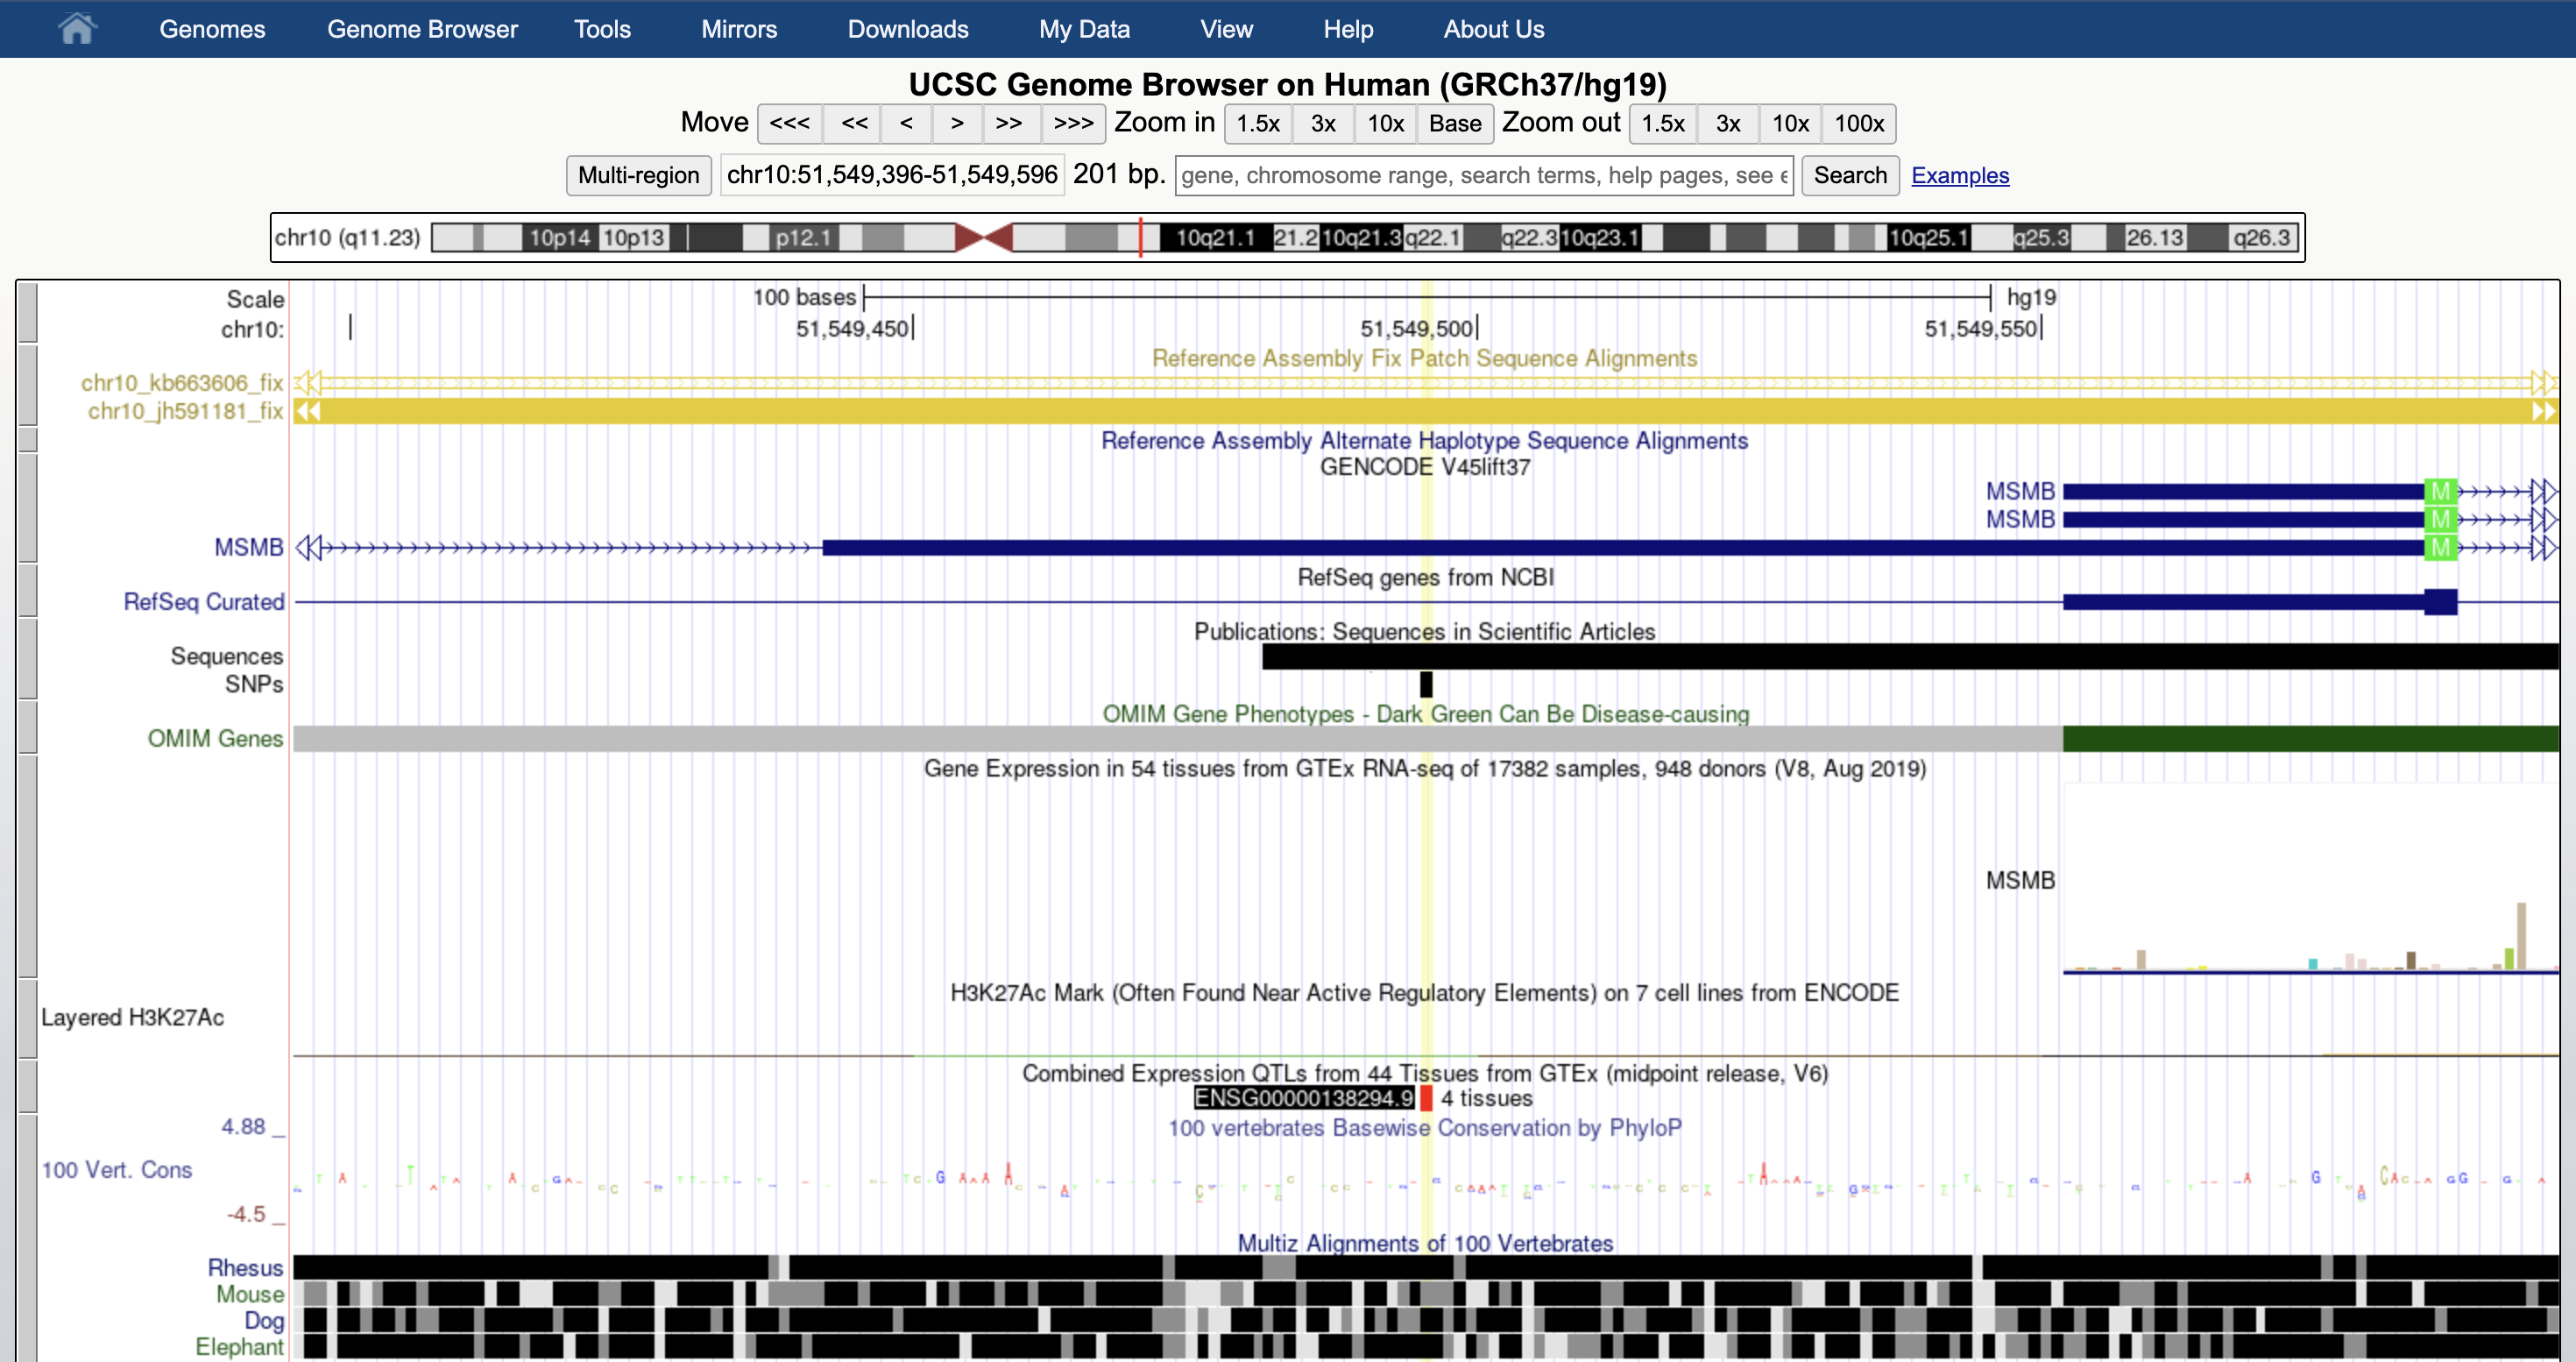 Genomes Genome Browser Tools Mirrors Downloads My Data View Help About Us
UCSC Genome Browser on Human (GRCh37/hg19)
Move <<< << < > >> >>> Zoom in 1.5x 3x 10x Base Zoom out 1.5x 3x 10x 100x
Multi-region chr10:51,549,396-51,549,596 201 bp. gene, chromosome range, search terms, help pages, see e Search Examples
chr10 (q11.23) 10p14 10p13 p12.1 10q21.1 21.2 10q21.3 q22.1 q22.3 10q23.1 10q25.1 q25.3 26.13 q26.3
Scale 100 bases hg19
chr10: 51,549,450 51,549,500 51,549,550
Reference Assembly Fix Patch Sequence Alignments
chr10_kb663606_fix
chr10_jh591181_fix
Reference Assembly Alternate Haplotype Sequence Alignments
GENCODE V45lift37
MSMB M
MSMB M
MSMB M
RefSeq genes from NCBI
RefSeq Curated
Publications: Sequences in Scientific Articles
Sequences
SNPs
OMIM Gene Phenotypes - Dark Green Can Be Disease-causing
OMIM Genes
Gene Expression in 54 tissues from GTEx RNA-seq of 17382 samples, 948 donors (V8, Aug 2019)
MSMB
H3K27Ac Mark (Often Found Near Active Regulatory Elements) on 7 cell lines from ENCODE
Layered H3K27Ac
Combined Expression QTLs from 44 Tissues from GTEx (midpoint release, V6)
ENSG00000138294.9 4 tissues
100 vertebrates Basewise Conservation by PhyloP
4.88 _
100 Vert. Cons
-4.5 _
Multiz Alignments of 100 Vertebrates
Rhesus
Mouse
Dog
Elephant